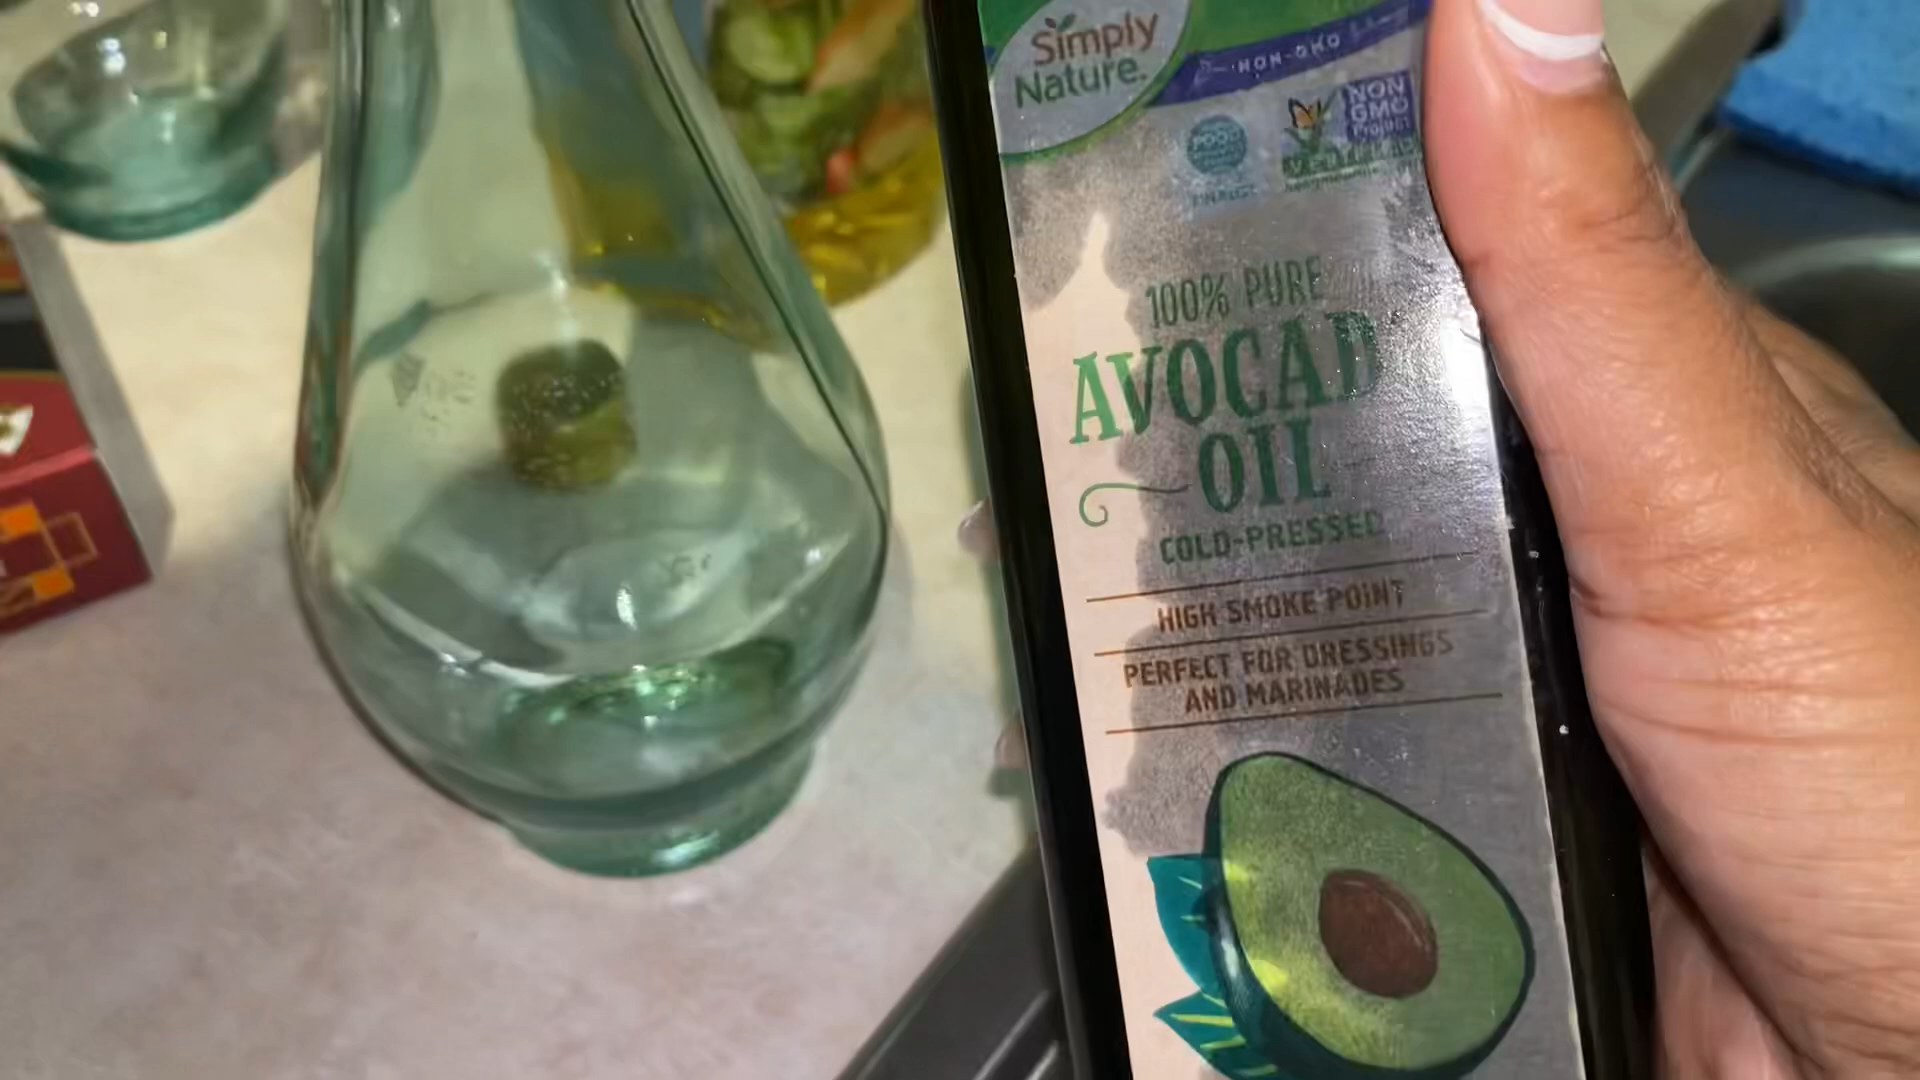 Simply
Nature.
NON-GMO
NON
GMO
Project
100% PURE
AVOCAD
OIL
COLD-PRESSED
HIGH SMOKE POINT
PERFECT FOR DRESSINGS
AND MARINADES